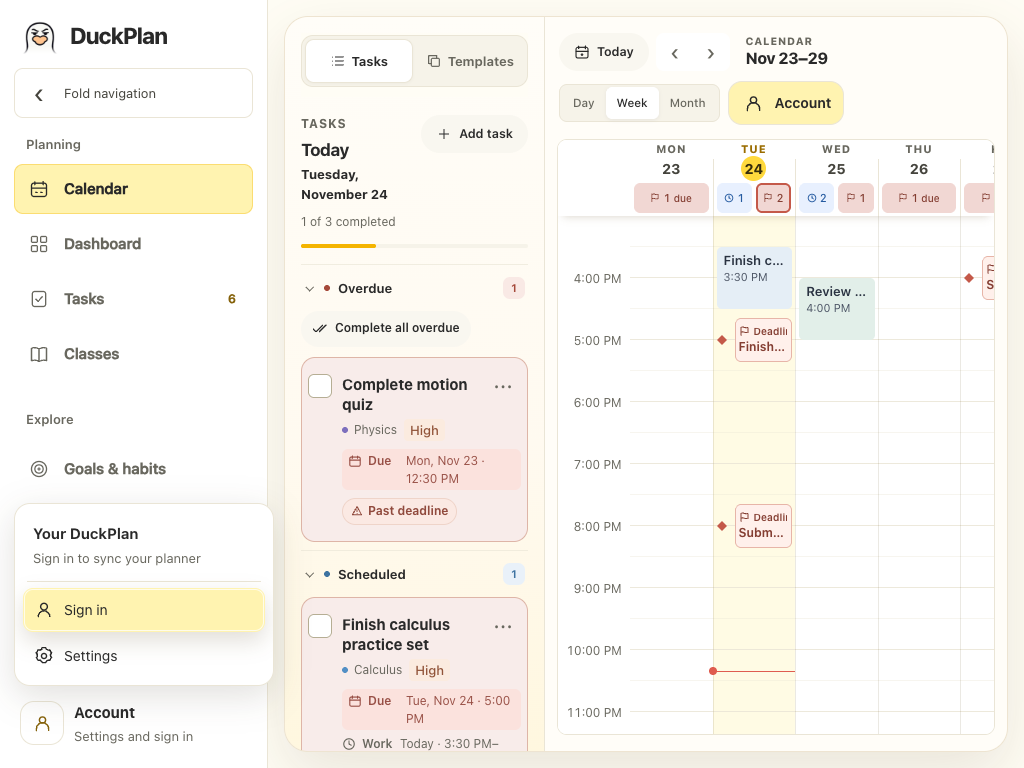 DuckPlan
Fold navigation
Planning
Calendar
Dashboard
Tasks 6
Classes
Explore
Goals & habits
Your DuckPlan
Sign in to sync your planner
Sign in
Settings
Account
Settings and sign in
Tasks Templates
TASKS
Today
Tuesday,
November 24
Add task
1 of 3 completed
Overdue 1
Complete all overdue
Complete motion
quiz
Physics High
Due Mon, Nov 23 ·
12:30 PM
Past deadline
Scheduled 1
Finish calculus
practice set
Calculus High
Due Tue, Nov 24 · 5:00
PM
Work Today · 3:30 PM–
Today
CALENDAR
Nov 23–29
Day Week Month
Account
MON TUE WED THU
23 24 25 26
1 due 1 2 2 1 1 due
Finish c...
3:30 PM
4:00 PM
Review ...
4:00 PM
5:00 PM
Deadli
Finish...
6:00 PM
7:00 PM
8:00 PM
Deadli
Subm...
9:00 PM
10:00 PM
11:00 PM